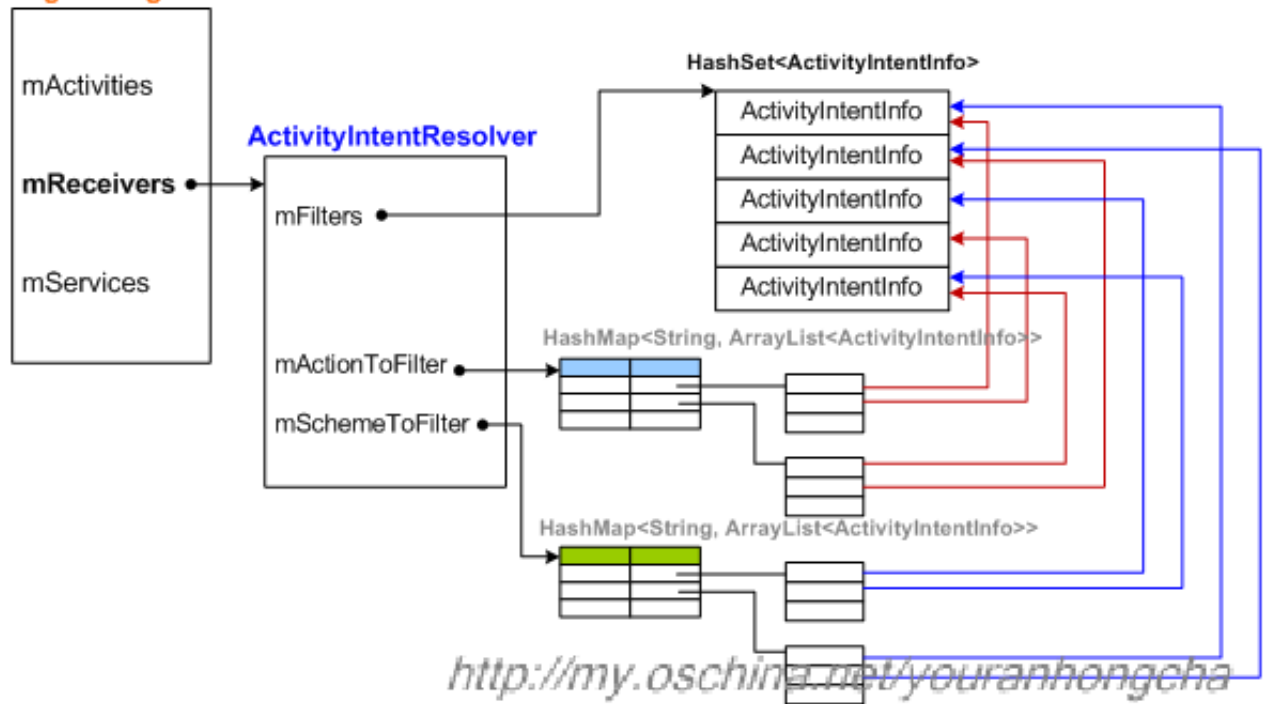 mActivities
mReceivers
mServices
ActivityIntentResolver
mFilters
mActionToFilter
mSchemeToFilter
HashSet<ActivityIntentInfo>
ActivityIntentInfo
ActivityIntentInfo
ActivityIntentInfo
ActivityIntentInfo
ActivityIntentInfo
HashMap<String, ArrayList<ActivityIntentInfo>>
HashMap<String, ArrayList<ActivityIntentInfo>>
http://my.oschina.net/youranhongcha